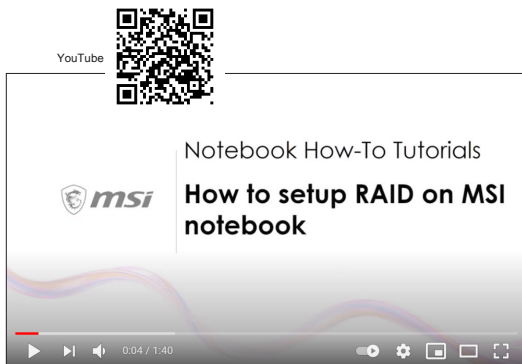 YouTube
Notebook How-To Tutorials
msi
How to setup RAID on MSI
notebook
0:04 / 1:40